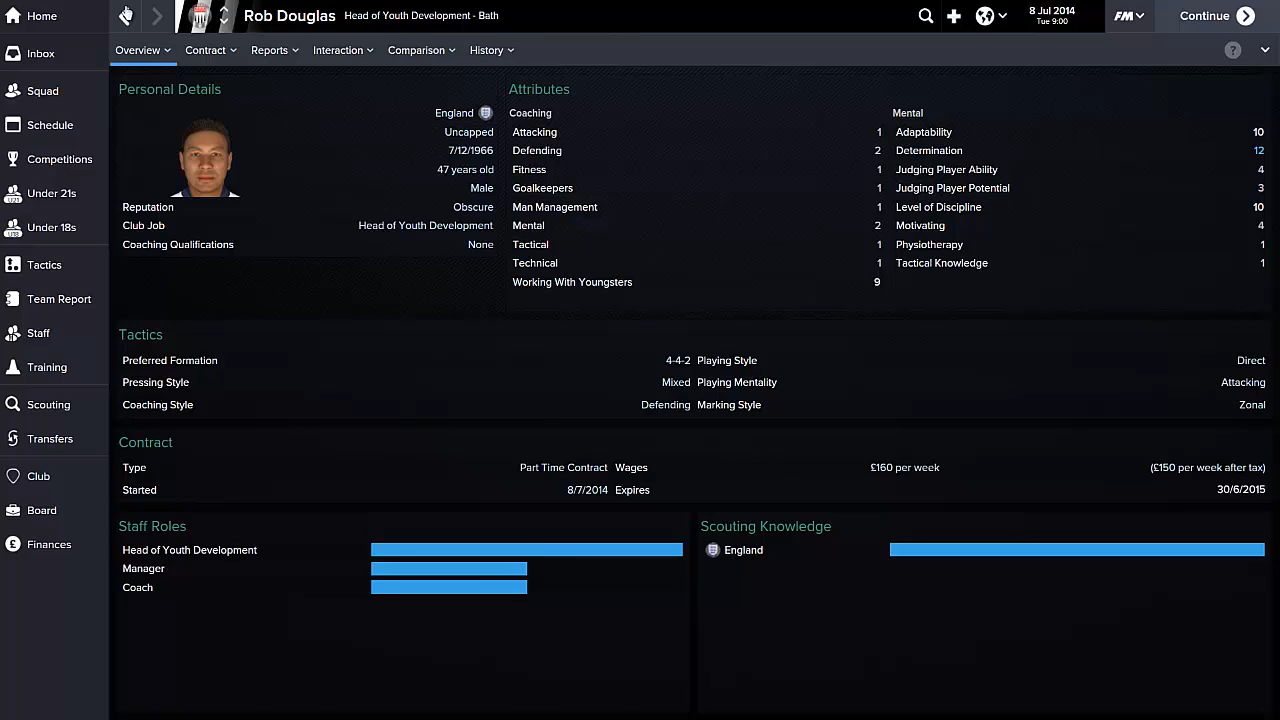 Home
Rob Douglas Head of Youth Development - Bath
8 Jul 2014
Tue 9:00
FM
Continue
Inbox
Overview Contract Reports Interaction Comparison History ?
Squad
Schedule
Competitions
Under 21s
Under 18s
Tactics
Team Report
Staff
Training
Scouting
Transfers
Club
Board
Finances
Personal Details
England
Uncapped
7/12/1966
47 years old
Male
Reputation Obscure
Club Job Head of Youth Development
Coaching Qualifications None
Attributes
Coaching
Attacking 1
Defending 2
Fitness 1
Goalkeepers 1
Man Management 1
Mental 2
Tactical 1
Technical 1
Working With Youngsters 9
Mental
Adaptability 10
Determination 12
Judging Player Ability 4
Judging Player Potential 3
Level of Discipline 10
Motivating 4
Physiotherapy 1
Tactical Knowledge 1
Tactics
Preferred Formation 4-4-2 Playing Style Direct
Pressing Style Mixed Playing Mentality Attacking
Coaching Style Defending Marking Style Zonal
Contract
Type Part Time Contract Wages £160 per week (£150 per week after tax)
Started 8/7/2014 Expires 30/6/2015
Staff Roles
Head of Youth Development
Manager
Coach
Scouting Knowledge
England